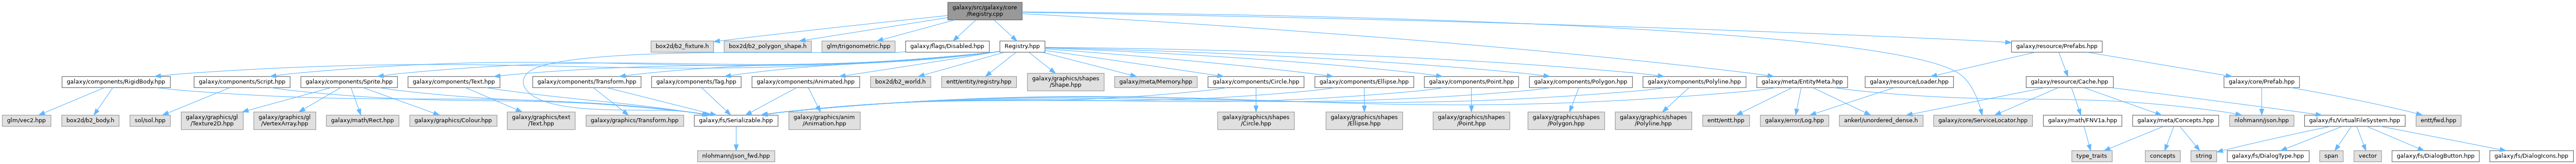 galaxy/src/galaxy/core
/Registry.cpp
box2d/b2_fixture.h
box2d/b2_polygon_shape.h
glm/trigonometric.hpp
galaxy/flags/Disabled.hpp
Registry.hpp
galaxy/resource/Prefabs.hpp
galaxy/components/RigidBody.hpp
galaxy/components/Script.hpp
galaxy/components/Sprite.hpp
galaxy/components/Text.hpp
galaxy/components/Transform.hpp
galaxy/components/Tag.hpp
galaxy/components/Animated.hpp
box2d/b2_world.h
entt/entity/registry.hpp
galaxy/graphics/shapes
/Shape.hpp
galaxy/meta/Memory.hpp
galaxy/components/Circle.hpp
galaxy/components/Ellipse.hpp
galaxy/components/Point.hpp
galaxy/components/Polygon.hpp
galaxy/components/Polyline.hpp
galaxy/meta/EntityMeta.hpp
galaxy/resource/Loader.hpp
galaxy/resource/Cache.hpp
galaxy/core/Prefab.hpp
glm/vec2.hpp
box2d/b2_body.h
sol/sol.hpp
galaxy/graphics/gl
/Texture2D.hpp
galaxy/graphics/gl
/VertexArray.hpp
galaxy/math/Rect.hpp
galaxy/graphics/Colour.hpp
galaxy/graphics/text
/Text.hpp
galaxy/graphics/Transform.hpp
galaxy/fs/Serializable.hpp
galaxy/graphics/anim
/Animation.hpp
galaxy/graphics/shapes
/Circle.hpp
galaxy/graphics/shapes
/Ellipse.hpp
galaxy/graphics/shapes
/Point.hpp
galaxy/graphics/shapes
/Polygon.hpp
galaxy/graphics/shapes
/Polyline.hpp
entt/entt.hpp
galaxy/error/Log.hpp
ankerl/unordered_dense.h
galaxy/core/ServiceLocator.hpp
galaxy/math/FNV1a.hpp
galaxy/meta/Concepts.hpp
nlohmann/json.hpp
galaxy/fs/VirtualFileSystem.hpp
entt/fwd.hpp
nlohmann/json_fwd.hpp
type_traits
concepts
string
galaxy/fs/DialogType.hpp
span
vector
galaxy/fs/DialogButton.hpp
galaxy/fs/DialogIcons.hpp